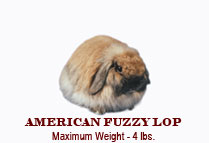 AMERICAN FUZZY LOP
Maximum Weight - 4 lbs.